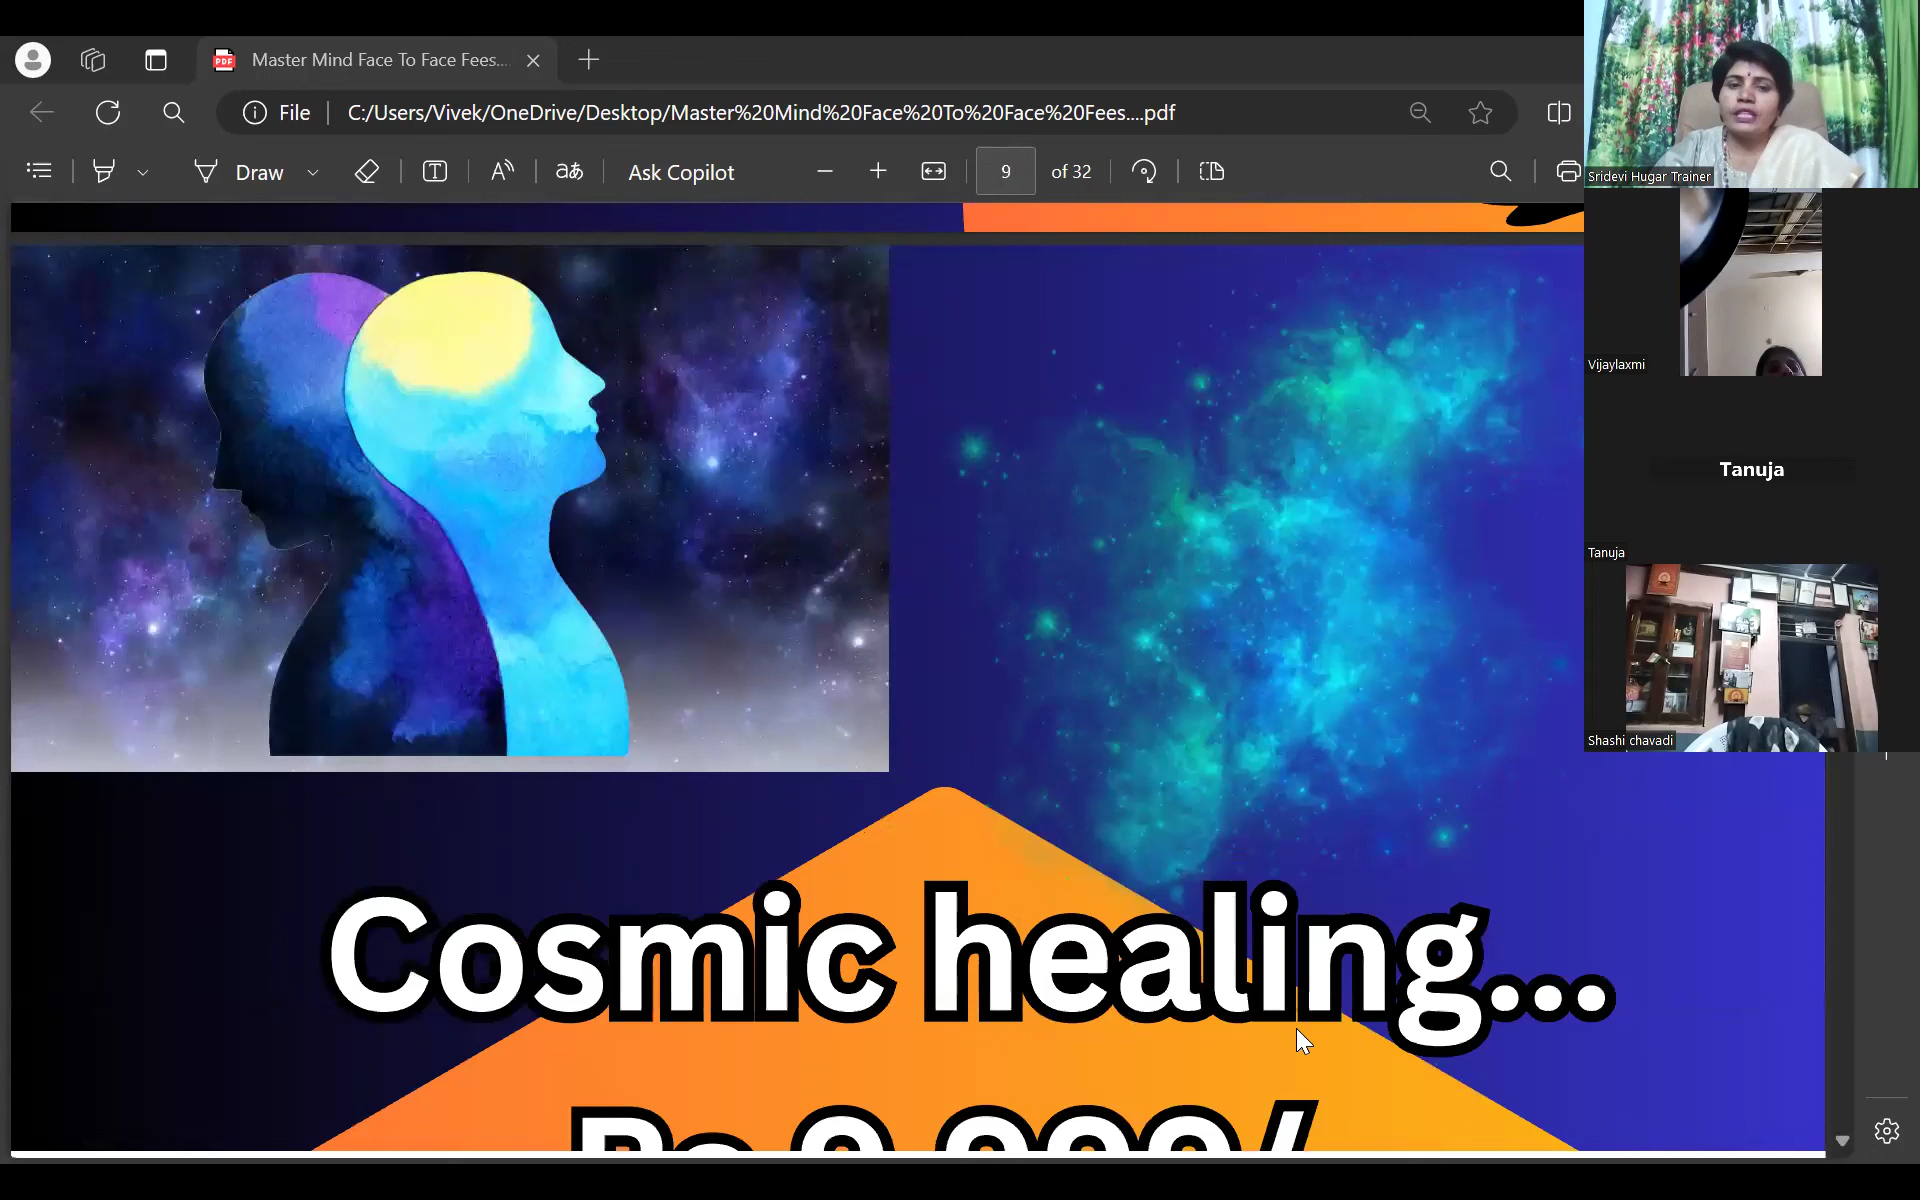 Master Mind Face To Face Fees....
File
C:/Users/Vivek/OneDrive/Desktop/Master%20Mind%20Face%20To%20Face%20Fees....pdf
Draw
Ask Copilot
9 of 32
Sridevi Hugar Trainer
Vijaylaxmi
Tanuja
Tanuja
Shashi chavadi
Cosmic healing...